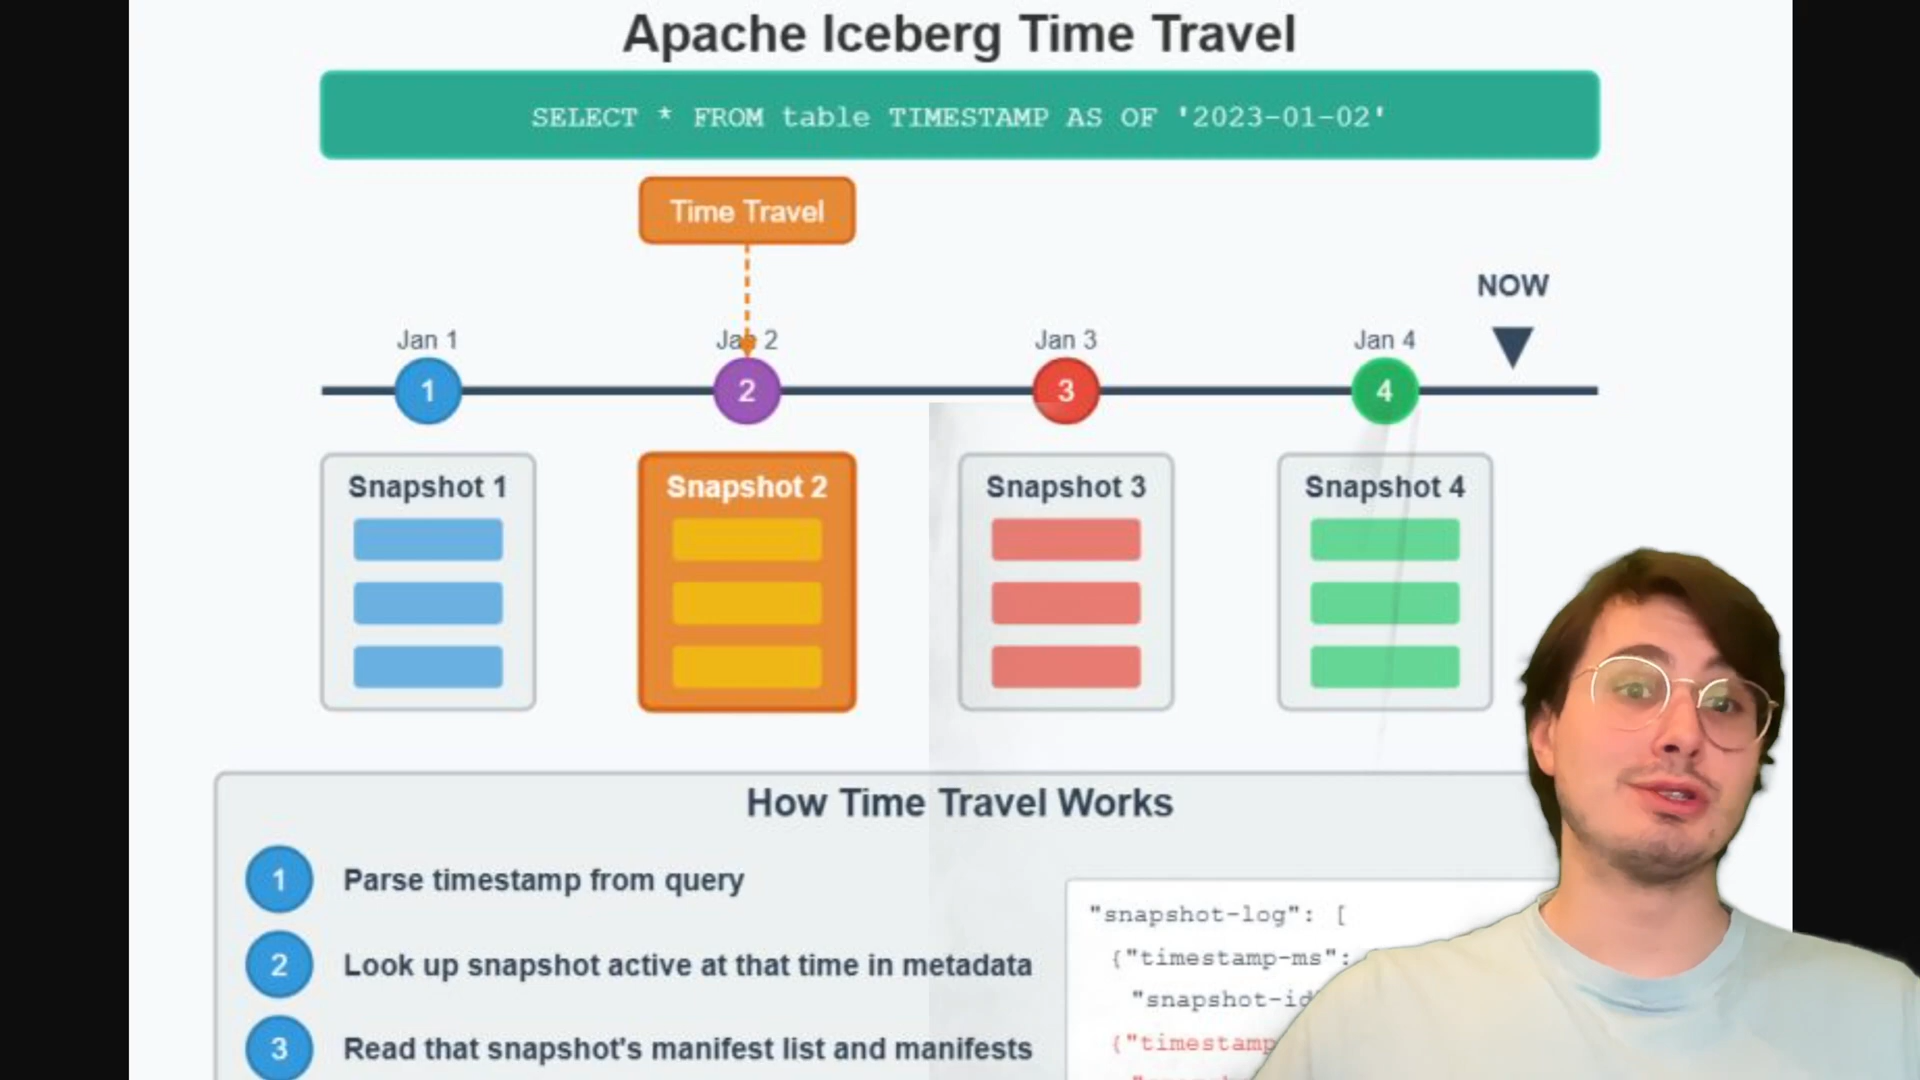 Apache Iceberg Time Travel
SELECT * FROM table TIMESTAMP AS OF '2023-01-02'
Time Travel
NOW
Jan 1
Jan 2
Jan 3
Jan 4
1
2
3
4
Snapshot 1
Snapshot 2
Snapshot 3
Snapshot 4
How Time Travel Works
1 Parse timestamp from query
2 Look up snapshot active at that time in metadata
3 Read that snapshot's manifest list and manifests
"snapshot-log": [
{"timestamp-ms":
"snapshot-id
{"timestamp